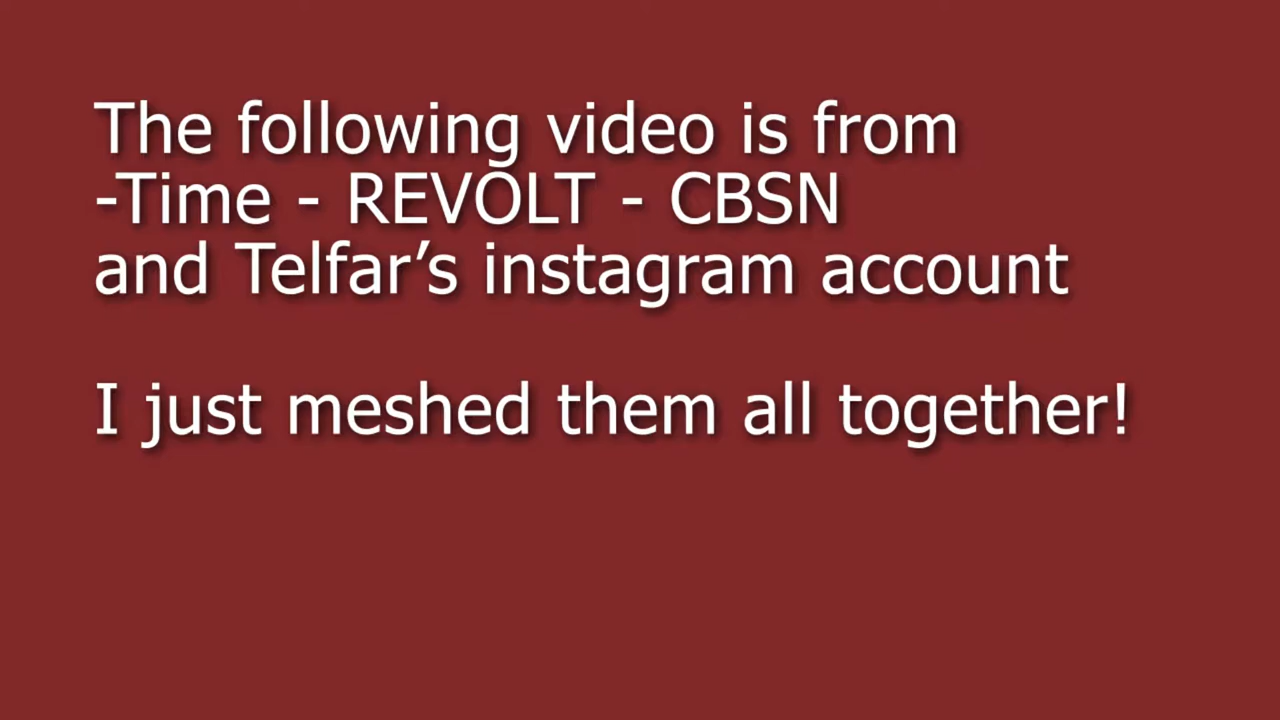 The following video is from
-Time - REVOLT - CBSN
and Telfar’s instagram account
I just meshed them all together!